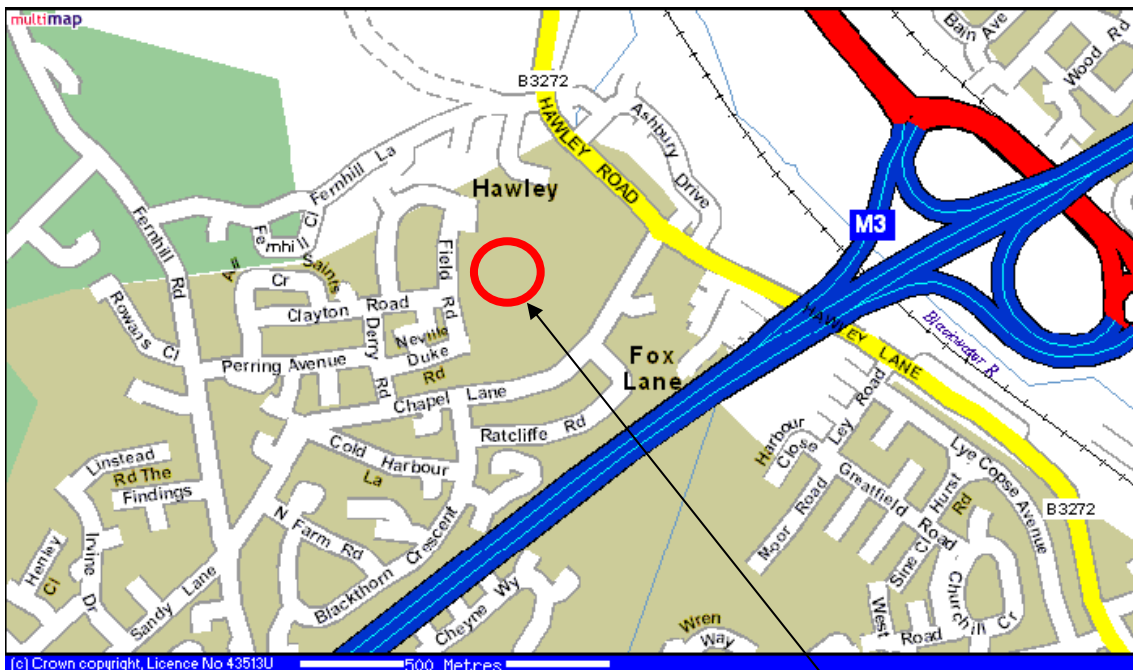 multimap
B3272
HAWLEY ROAD
Ashbury Drive
Bain Ave
Wood Rd
Fernhill La
Hawley
Fernhill Cl
Fernhill Rd
M3
All Saints Cr
Field Rd
Rowans Cl
Clayton Road
Derry Rd
Neville Duke Rd
Perring Avenue
Fox Lane
HAWLEY LANE
Blackwater R
Chapel Lane
Ratcliffe Rd
Cold Harbour La
Linstead Rd
The Findings
N Farm Rd
Blackthorn Crescent
Harbour Close
Ley Road
Greatfield Road
Hurst Rd
Lye Copse Avenue
B3272
Moor Road
Sine Cl
Churchill Cr
Henley Cl
Irvine Dr
Sandy Lane
Cheyne Wy
Wren Way
West Road
(c) Crown copyright, Licence No 43513U
500 Metres